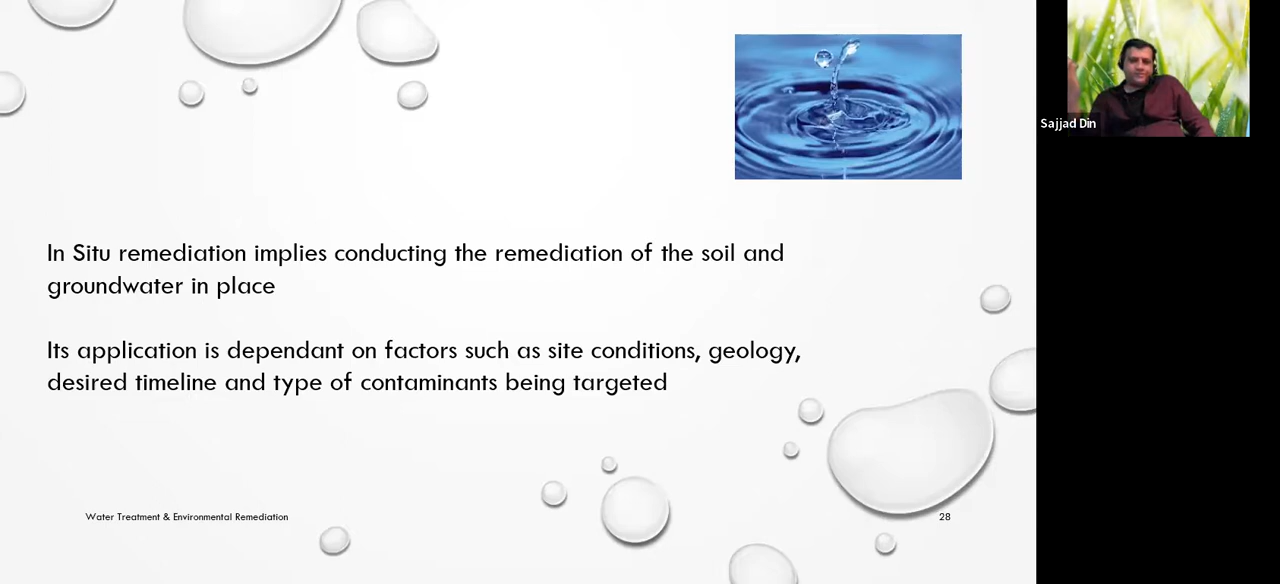 In Situ remediation implies conducting the remediation of the soil and
groundwater in place
Its application is dependant on factors such as site conditions, geology,
desired timeline and type of contaminants being targeted
Water Treatment & Environmental Remediation
28
Sajjad Din